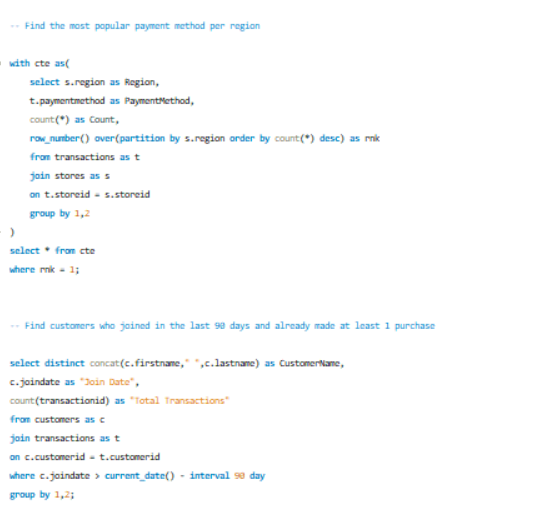 -- Find the most popular payment method per region
with cte as(
select s.region as Region,
t.paymentmethod as PaymentMethod,
count(*) as Count,
row_number() over(partition by s.region order by count(*) desc) as rnk
from transactions as t
join stores as s
on t.storeid = s.storeid
group by 1,2
)
select * from cte
where rnk = 1;
-- Find customers who joined in the last 90 days and already made at least 1 purchase
select distinct concat(c.firstname," ",c.lastname) as CustomerName,
c.joindate as "Join Date",
count(transactionid) as "Total Transactions"
from customers as c
join transactions as t
on c.customerid = t.customerid
where c.joindate > current_date() - interval 90 day
group by 1,2;